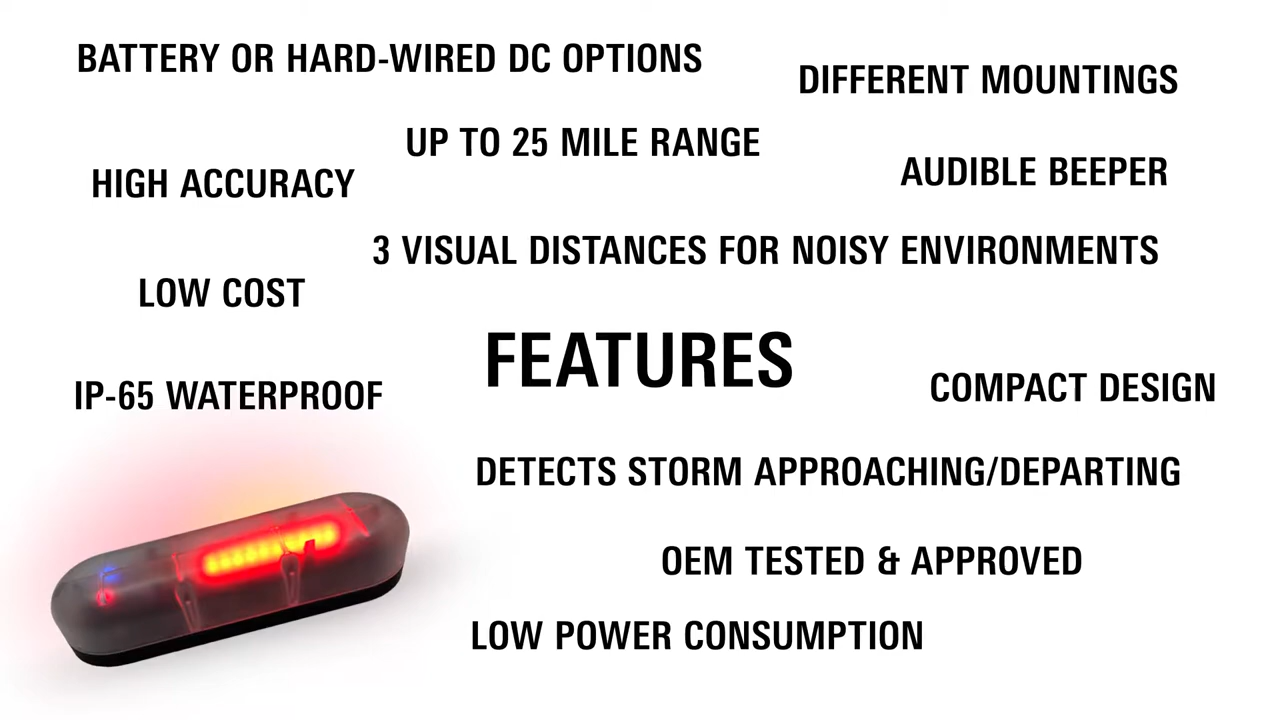 BATTERY OR HARD-WIRED DC OPTIONS
DIFFERENT MOUNTINGS
UP TO 25 MILE RANGE
HIGH ACCURACY
AUDIBLE BEEPER
3 VISUAL DISTANCES FOR NOISY ENVIRONMENTS
LOW COST
FEATURES
IP-65 WATERPROOF
COMPACT DESIGN
DETECTS STORM APPROACHING/DEPARTING
OEM TESTED & APPROVED
LOW POWER CONSUMPTION